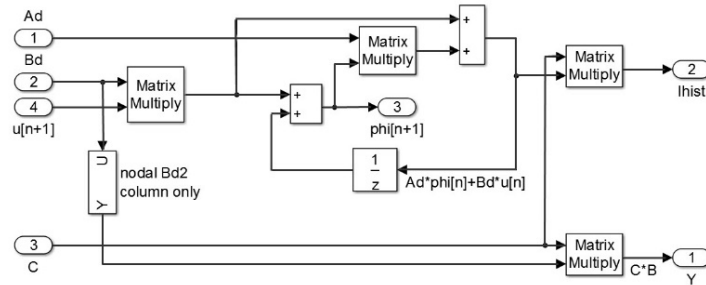 Ad
1
Bd
2
4
u[n+1]
Matrix
Multiply
+
+
3
phi[n+1]
Matrix
Multiply
+
+
Matrix
Multiply
2
Ihist
1
z
Ad*phi[n]+Bd*u[n]
U
Y
nodal Bd2
column only
3
C
Matrix
Multiply
C*B
1
Y